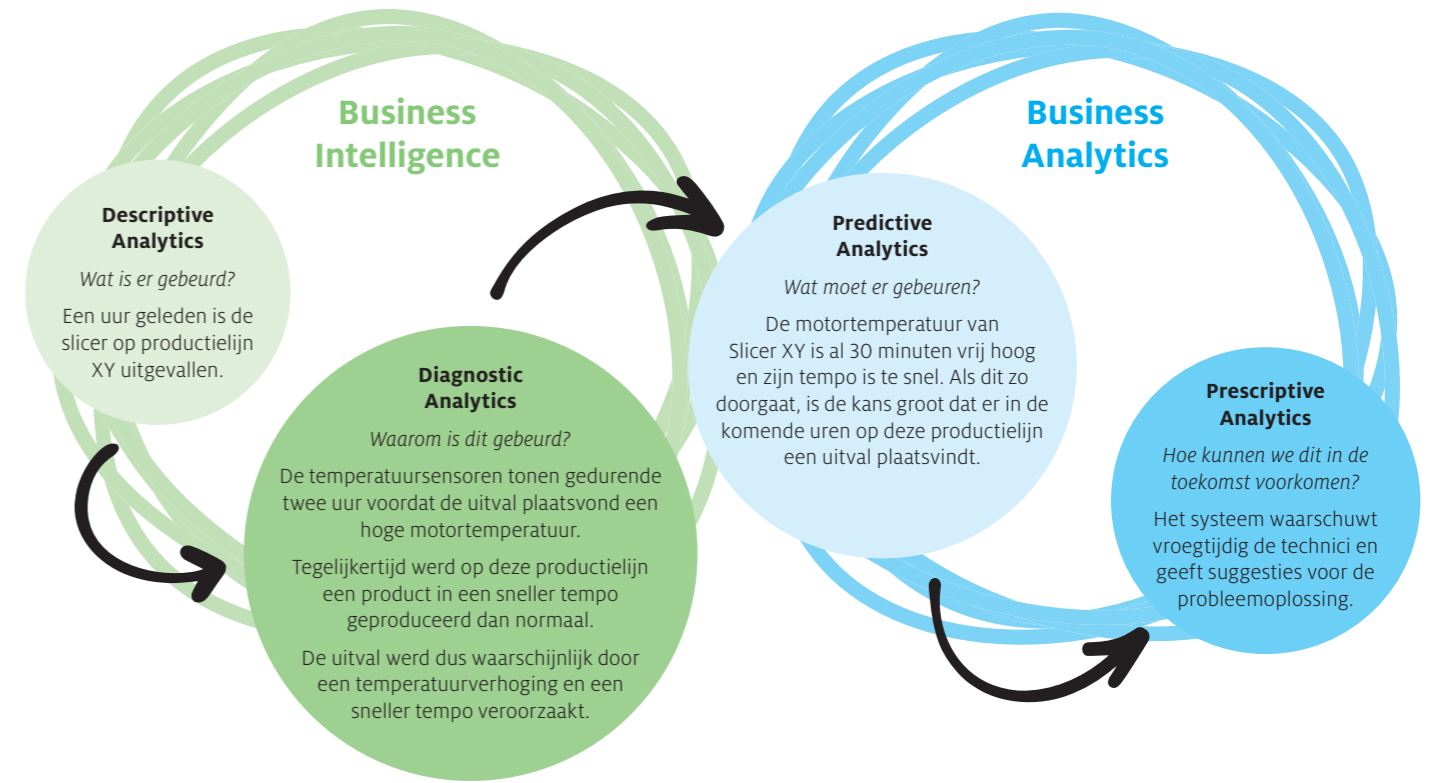 Business
Intelligence
Descriptive
Analytics
Wat is er gebeurd?
Een uur geleden is de
slicer op productielijn
XY uitgevallen.
Diagnostic
Analytics
Waarom is dit gebeurd?
De temperatuursensoren tonen gedurende
twee uur voordat de uitval plaatsvond een
hoge motortemperatuur.
Tegelijkertijd werd op deze productielijn
een product in een sneller tempo
geproduceerd dan normaal.
De uitval werd dus waarschijnlijk door
een temperatuurverhoging en een
sneller tempo veroorzaakt.
Business
Analytics
Predictive
Analytics
Wat moet er gebeuren?
De motortemperatuur van
Slicer XY is al 30 minuten vrij hoog
en zijn tempo is te snel. Als dit zo
doorgaat, is de kans groot dat er in de
komende uren op deze productielijn
een uitval plaatsvindt.
Prescriptive
Analytics
Hoe kunnen we dit in de
toekomst voorkomen?
Het systeem waarschuwt
vroegtijdig de technici en
geeft suggesties voor de
probleemoplossing.